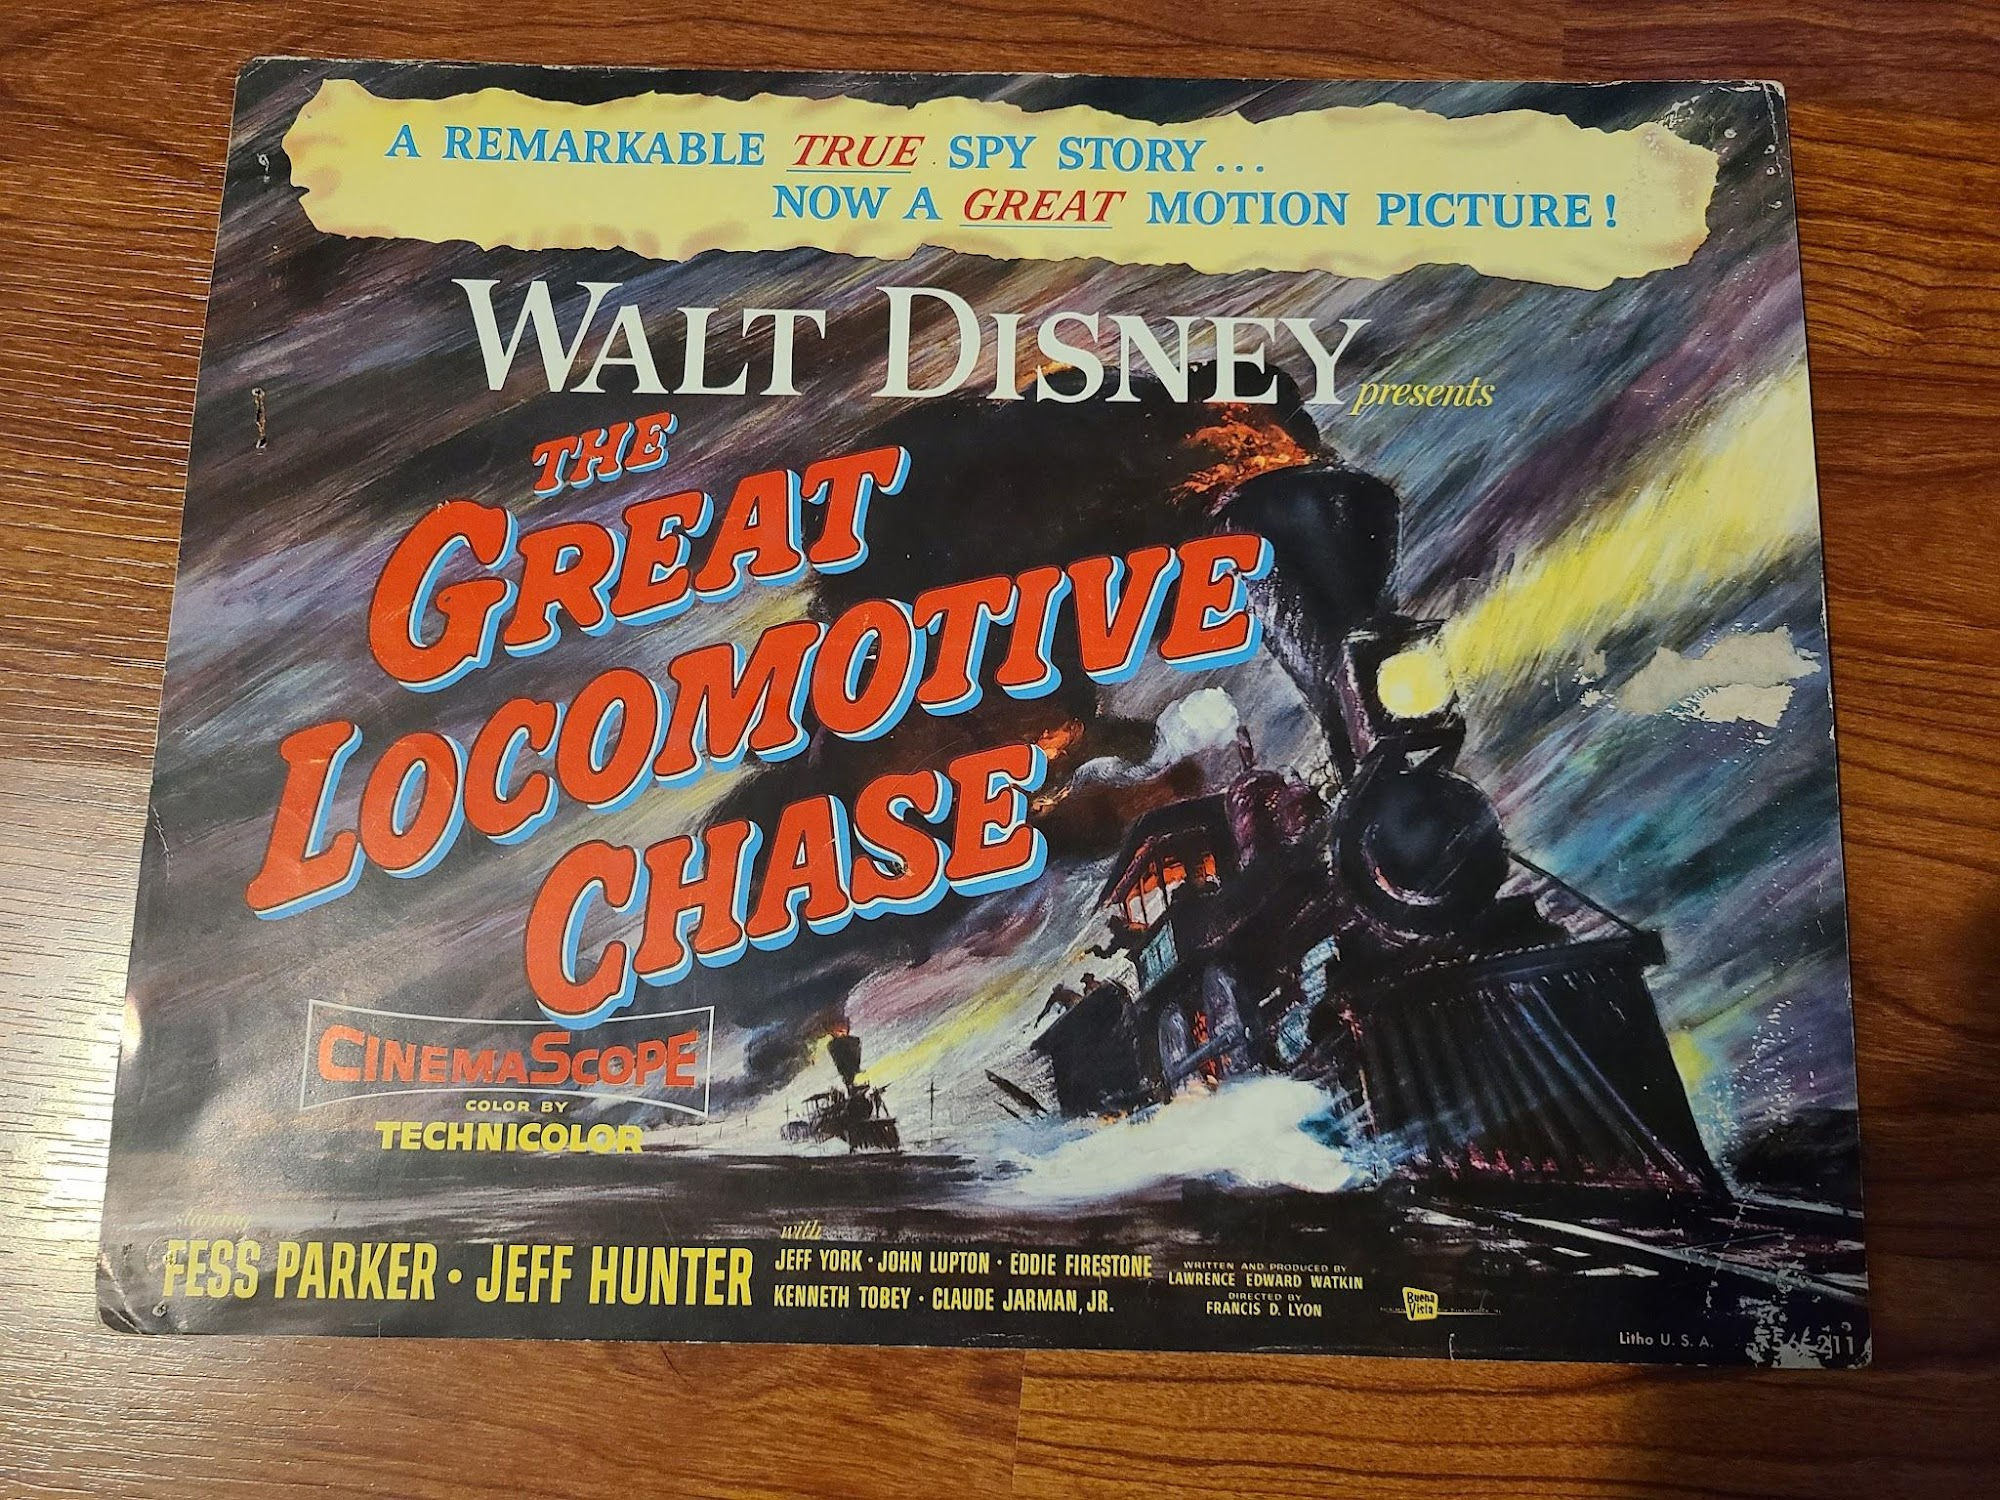 A REMARKABLE TRUE SPY STORY...
NOW A GREAT MOTION PICTURE!
WALT DISNEY presents
THE
GREAT
LOCOMOTIVE
CHASE
CINEMASCOPE
COLOR BY
TECHNICOLOR
starring
FESS PARKER · JEFF HUNTER
with
JEFF YORK · JOHN LUPTON · EDDIE FIRESTONE
KENNETH TOBEY · CLAUDE JARMAN, JR.
WRITTEN AND PRODUCED BY
LAWRENCE EDWARD WATKIN
DIRECTED BY
FRANCIS D. LYON
Buena
Vista
Litho U. S. A.
211